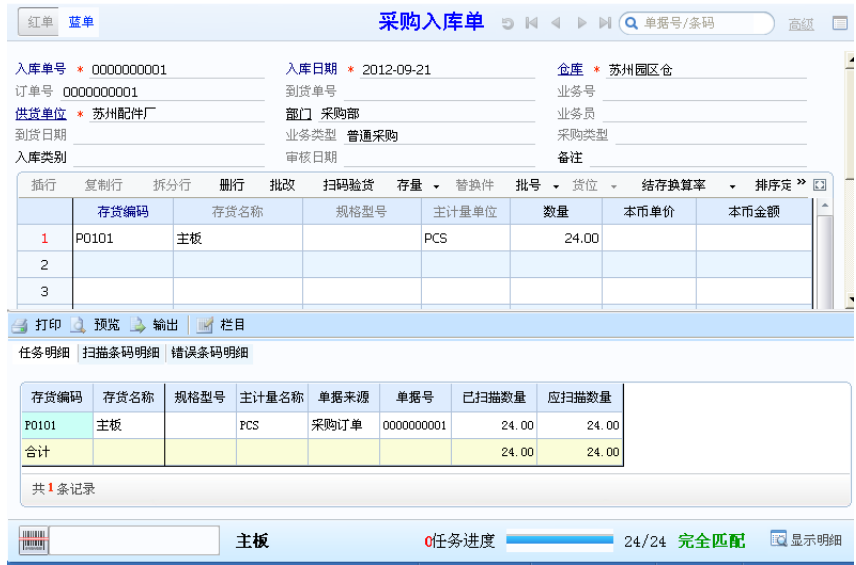 红单 蓝单 采购入库单 单据号/条码 高级
入库单号 * 0000000001 入库日期 * 2012-09-21 仓库 * 苏州园区仓
订单号 0000000001 到货单号 业务号
供货单位 * 苏州配件厂 部门 采购部 业务员
到货日期 业务类型 普通采购 采购类型
入库类别 审核日期 备注
插行 复制行 拆分行 删行 批改 扫码验货 存量 替换件 批号 货位 结存换算率 排序定 »
存货编码 存货名称 规格型号 主计量单位 数量 本币单价 本币金额
1 P0101 主板 PCS 24.00
2
3
打印 预览 输出 栏目
任务明细 扫描条码明细 错误条码明细
存货编码 存货名称 规格型号 主计量名称 单据来源 单据号 已扫描数量 应扫描数量
P0101 主板 PCS 采购订单 0000000001 24.00 24.00
合计 24.00 24.00
共1条记录
主板 0任务进度 24/24 完全匹配 显示明细